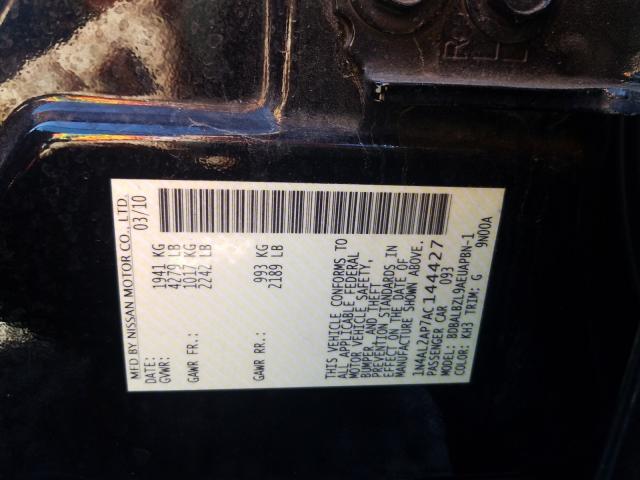 MFD BY NISSAN MOTOR CO., LTD.
DATE: 03/10
GVWR: 1941 KG
4279 LB
GAWR FR.: 1017 KG
2242 LB
GAWR RR.: 993 KG
2189 LB
THIS VEHICLE CONFORMS TO
ALL APPLICABLE FEDERAL
MOTOR VEHICLE SAFETY,
BUMPER, AND THEFT
PREVENTION STANDARDS IN
EFFECT ON THE DATE OF
MANUFACTURE SHOWN ABOVE.
1N4AL2AP7AC144427
PASSENGER CAR 093
MODEL: BDBALBZL9AEUAPBN-1
COLOR: KH3 TRIM: G 9N00A